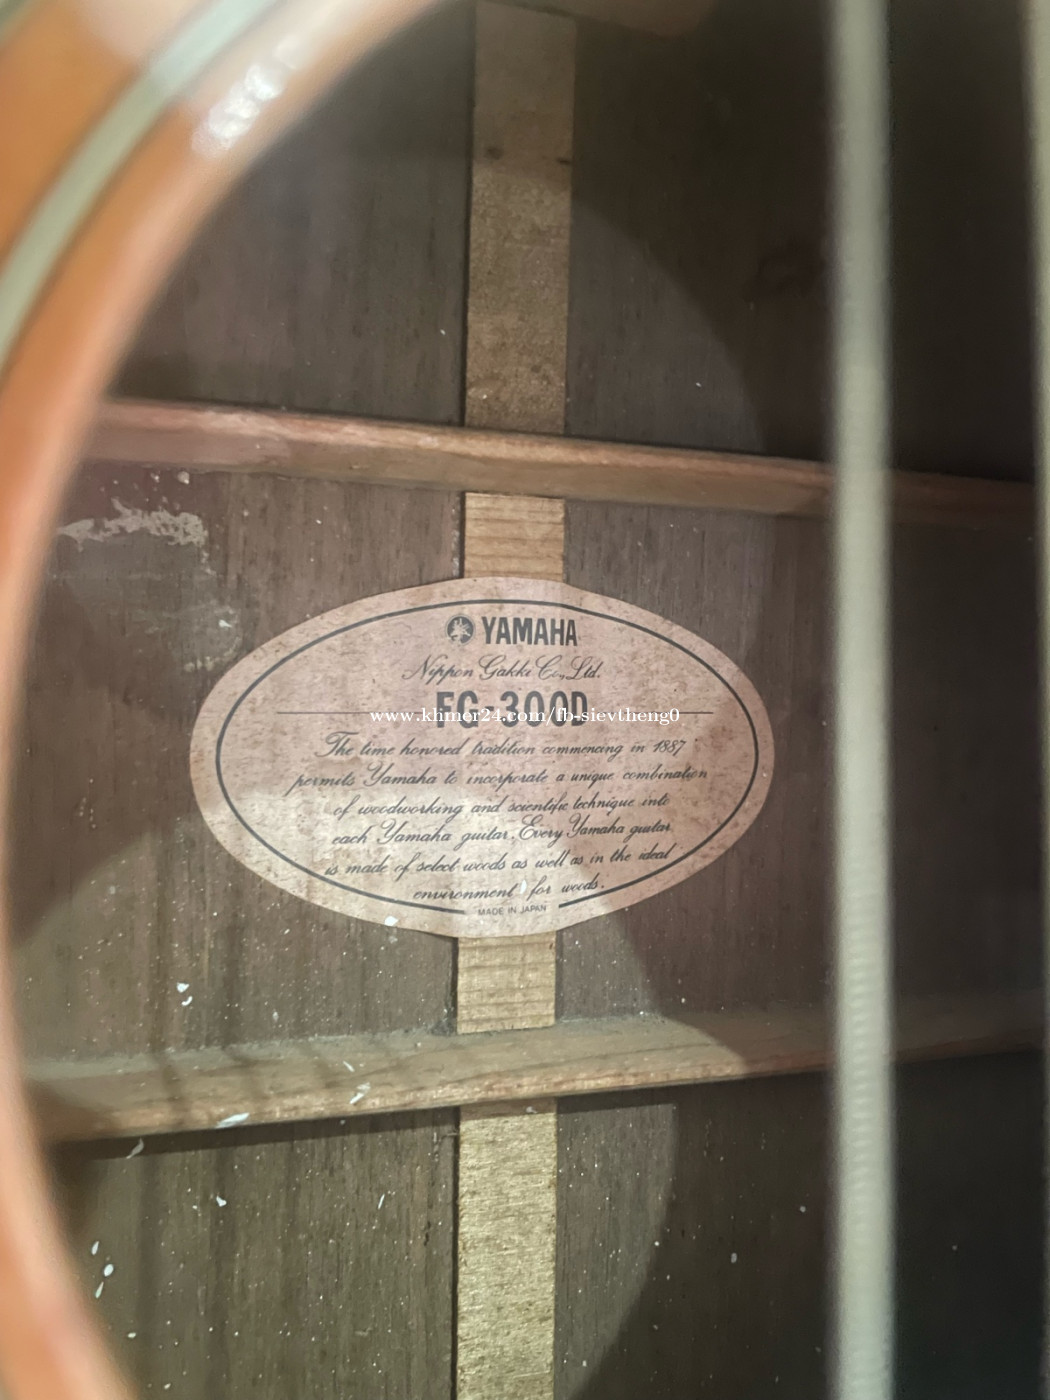 YAMAHA
Nippon Gakki Co., Ltd.
FG-300D
www.khmer24.com/fb-sievtheng0
The time honored tradition commencing in 1887
permits Yamaha to incorporate a unique combination
of woodworking and scientific technique into
each Yamaha guitar. Every Yamaha guitar
is made of select woods as well as in the ideal
environment for woods.
MADE IN JAPAN